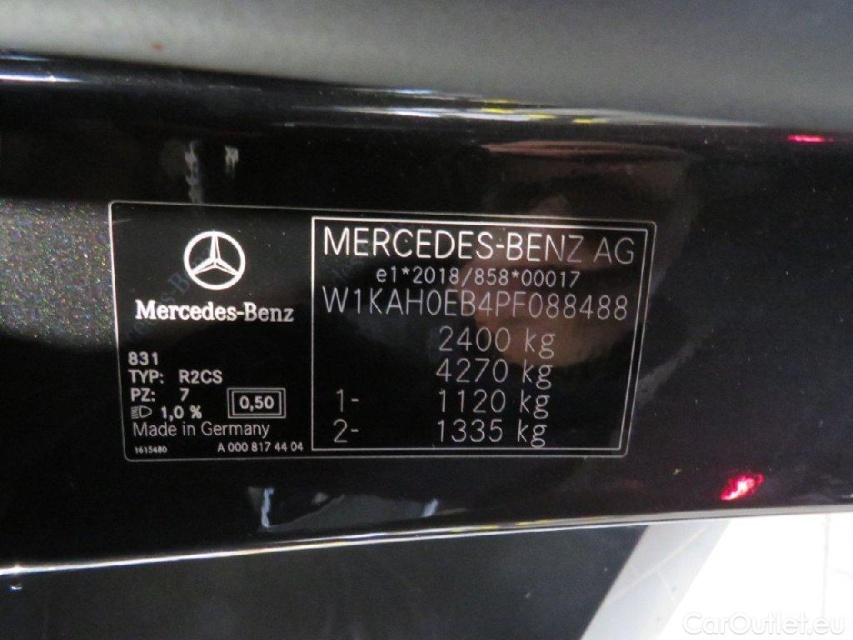 Mercedes-Benz
831
TYP: R2CS
PZ: 7
1,0 %
0,50
Made in Germany
1615480
A 000 817 44 04
MERCEDES-BENZ AG
e1*2018/858*00017
W1KAH0EB4PF088488
2400 kg
4270 kg
1- 1120 kg
2- 1335 kg
CarOutlet.eu